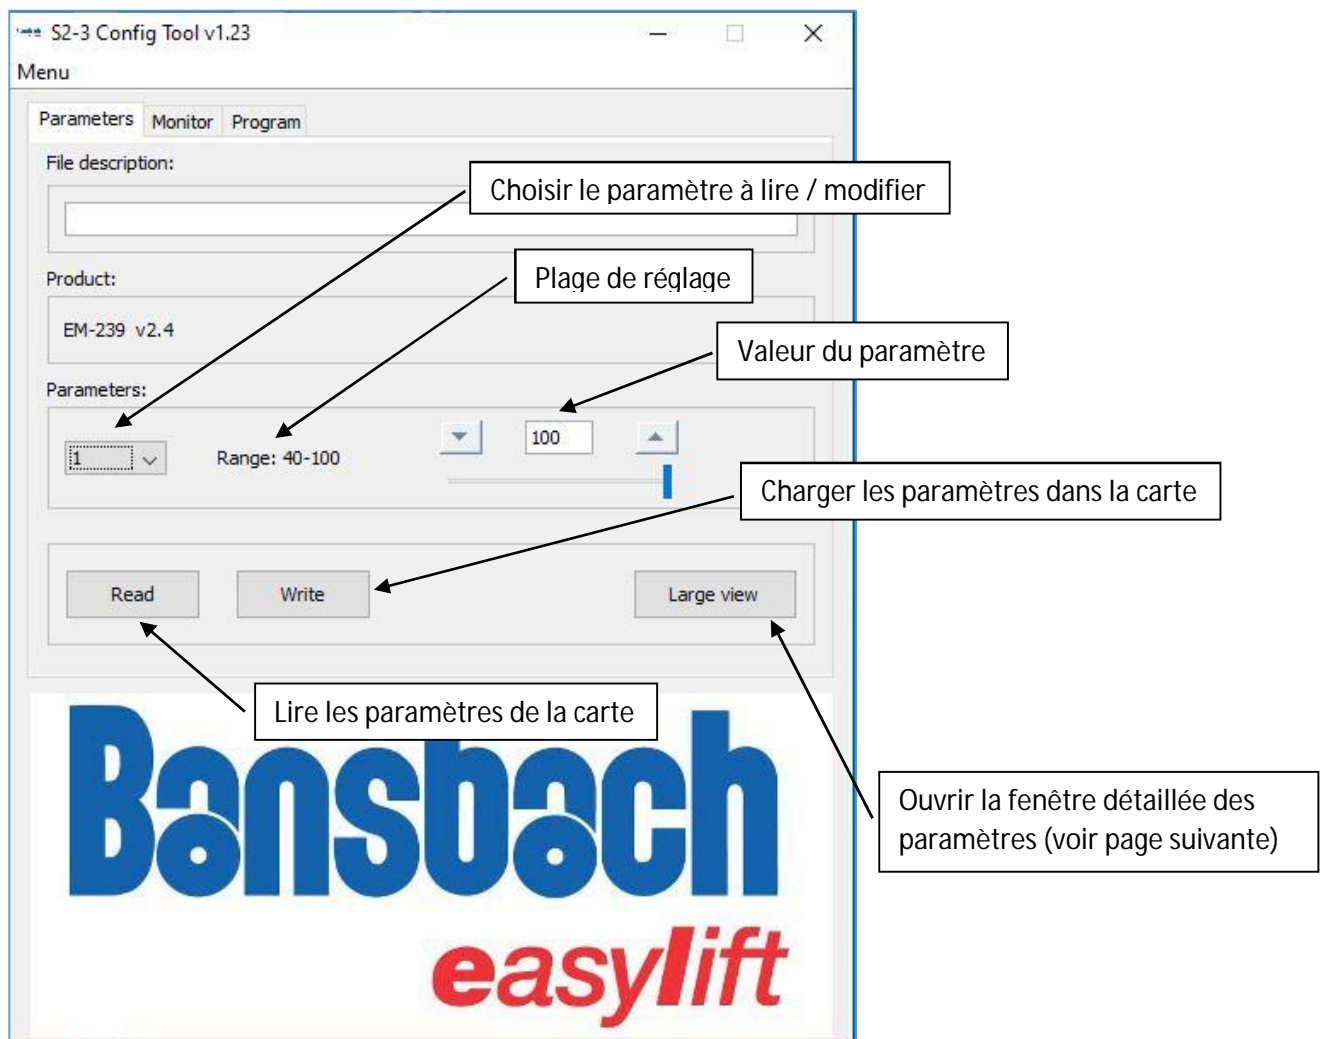 S2-3 Config Tool v1.23
Menu
Parameters Monitor Program
File description:
Choisir le paramètre à lire / modifier
Product:
Plage de réglage
EM-239 v2.4
Valeur du paramètre
Parameters:
1 Range: 40-100 100
Charger les paramètres dans la carte
Read Write Large view
Lire les paramètres de la carte
Bansbach
easylift
Ouvrir la fenêtre détaillée des
paramètres (voir page suivante)